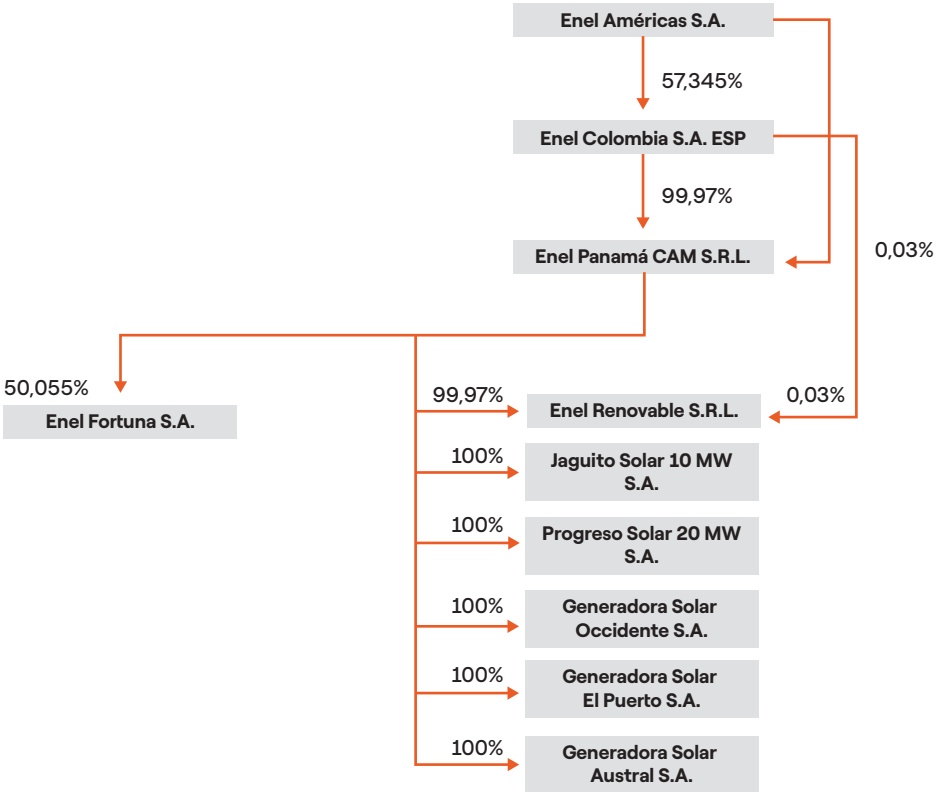 Enel Américas S.A.
57,345%
Enel Colombia S.A. ESP
99,97%
Enel Panamá CAM S.R.L.
0,03%
50,055%
Enel Fortuna S.A.
99,97%
Enel Renovable S.R.L.
0,03%
100%
Jaguito Solar 10 MW
S.A.
100%
Progreso Solar 20 MW
S.A.
100%
Generadora Solar
Occidente S.A.
100%
Generadora Solar
El Puerto S.A.
100%
Generadora Solar
Austral S.A.